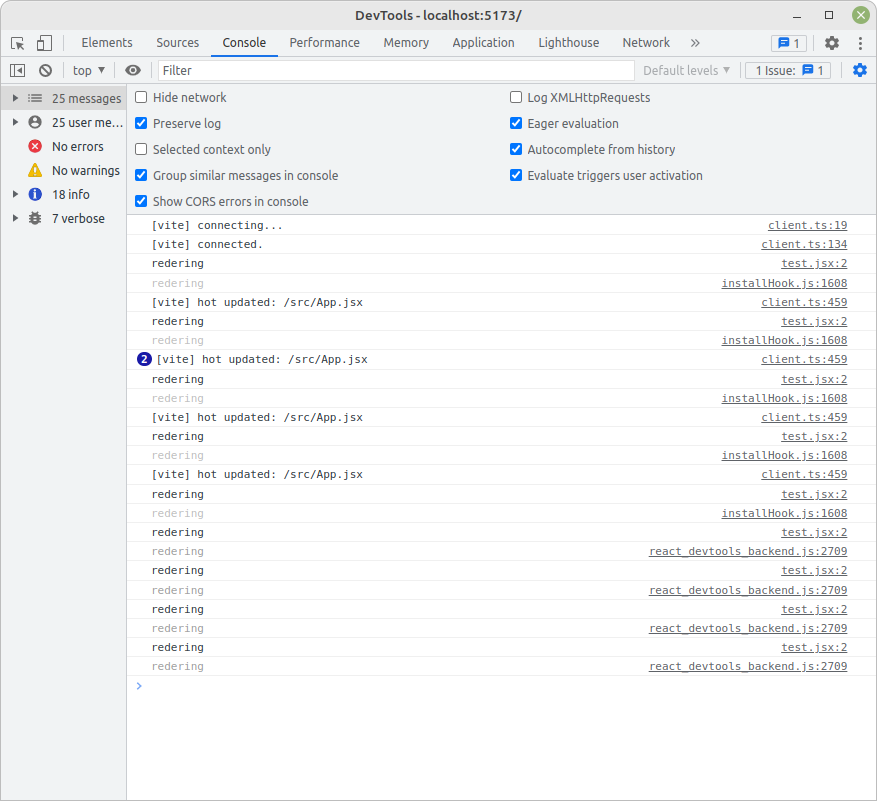 DevTools - localhost:5173/
Elements Sources Console Performance Memory Application Lighthouse Network » 1
top ▼ Filter Default levels ▼ 1 Issue: 1
25 messages
25 user me...
No errors
No warnings
18 info
7 verbose
Hide network Log XMLHttpRequests
Preserve log Eager evaluation
Selected context only Autocomplete from history
Group similar messages in console Evaluate triggers user activation
Show CORS errors in console
[vite] connecting... client.ts:19
[vite] connected. client.ts:134
redering test.jsx:2
redering installHook.js:1608
[vite] hot updated: /src/App.jsx client.ts:459
redering test.jsx:2
redering installHook.js:1608
2 [vite] hot updated: /src/App.jsx client.ts:459
redering test.jsx:2
redering installHook.js:1608
[vite] hot updated: /src/App.jsx client.ts:459
redering test.jsx:2
redering installHook.js:1608
[vite] hot updated: /src/App.jsx client.ts:459
redering test.jsx:2
redering installHook.js:1608
redering test.jsx:2
redering react_devtools_backend.js:2709
redering test.jsx:2
redering react_devtools_backend.js:2709
redering test.jsx:2
redering react_devtools_backend.js:2709
redering test.jsx:2
redering react_devtools_backend.js:2709